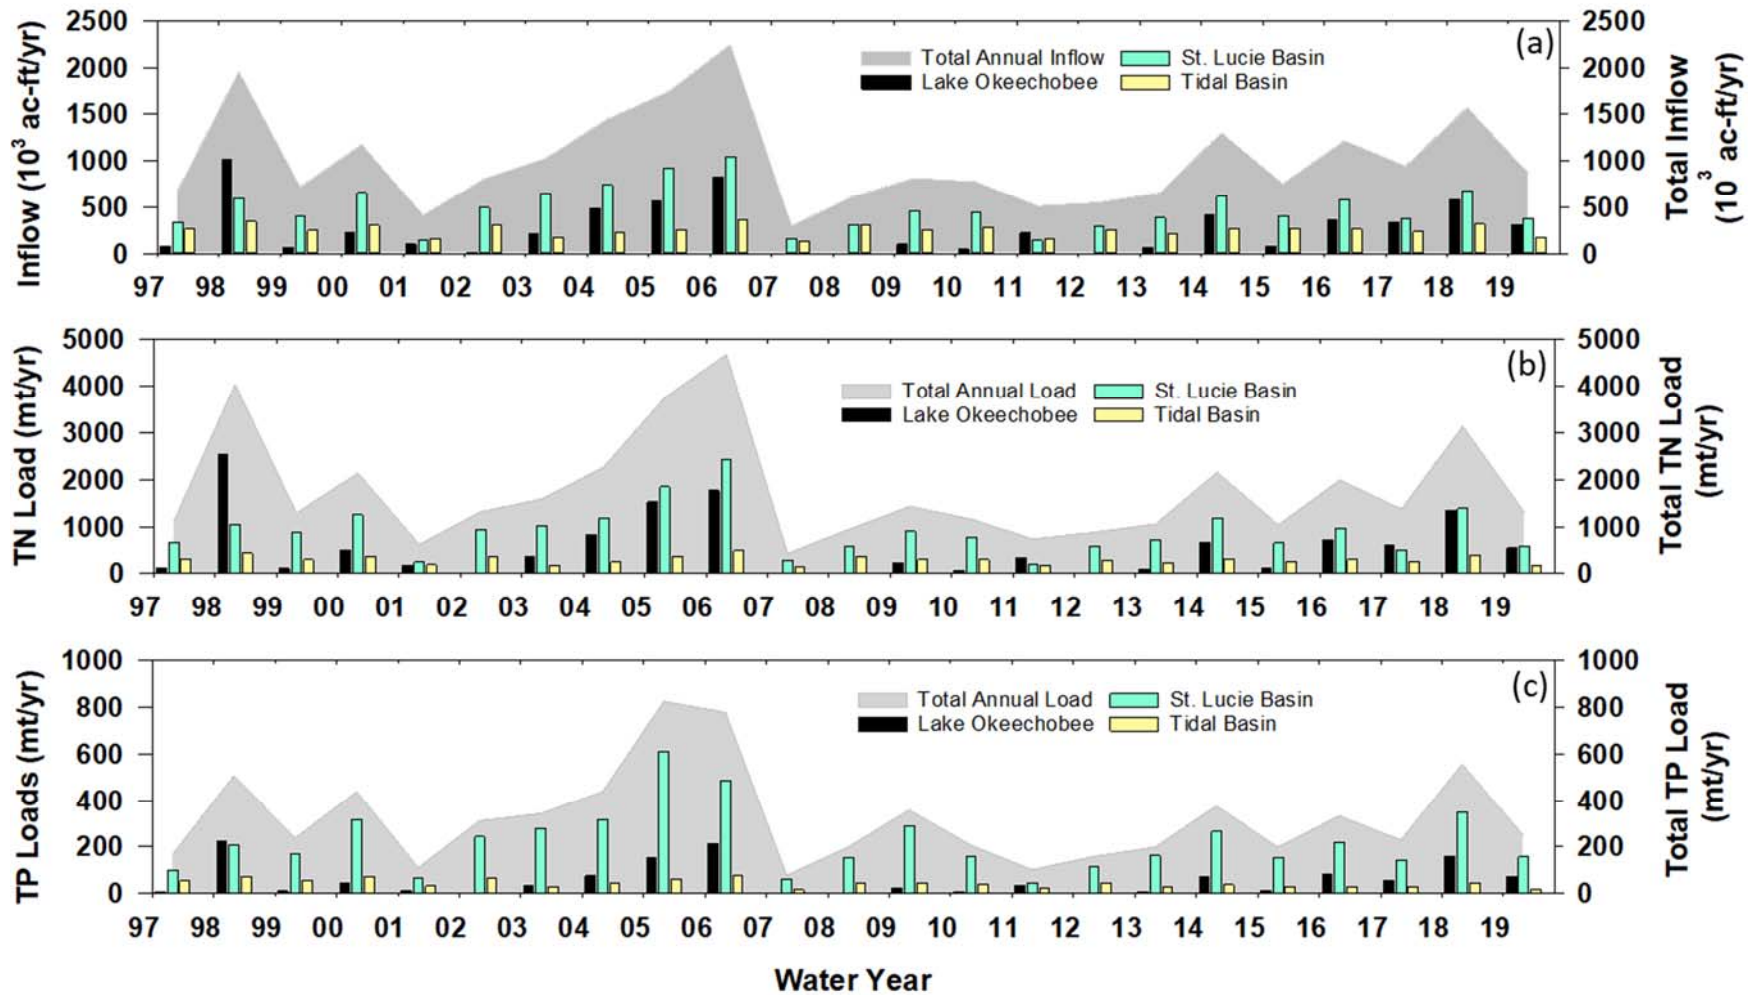 2500
2000
1500
1000
500
0
Inflow (10³ ac-ft/yr)
(a)
Total Annual Inflow
St. Lucie Basin
Lake Okeechobee
Tidal Basin
2500
2000
1500
1000
500
0
Total Inflow
(10³ ac-ft/yr)
97 98 99 00 01 02 03 04 05 06 07 08 09 10 11 12 13 14 15 16 17 18 19
5000
4000
3000
2000
1000
0
TN Load (mt/yr)
(b)
Total Annual Load
St. Lucie Basin
Lake Okeechobee
Tidal Basin
5000
4000
3000
2000
1000
0
Total TN Load
(mt/yr)
97 98 99 00 01 02 03 04 05 06 07 08 09 10 11 12 13 14 15 16 17 18 19
1000
800
600
400
200
0
TP Loads (mt/yr)
(c)
Total Annual Load
St. Lucie Basin
Lake Okeechobee
Tidal Basin
1000
800
600
400
200
0
Total TP Load
(mt/yr)
97 98 99 00 01 02 03 04 05 06 07 08 09 10 11 12 13 14 15 16 17 18 19
Water Year